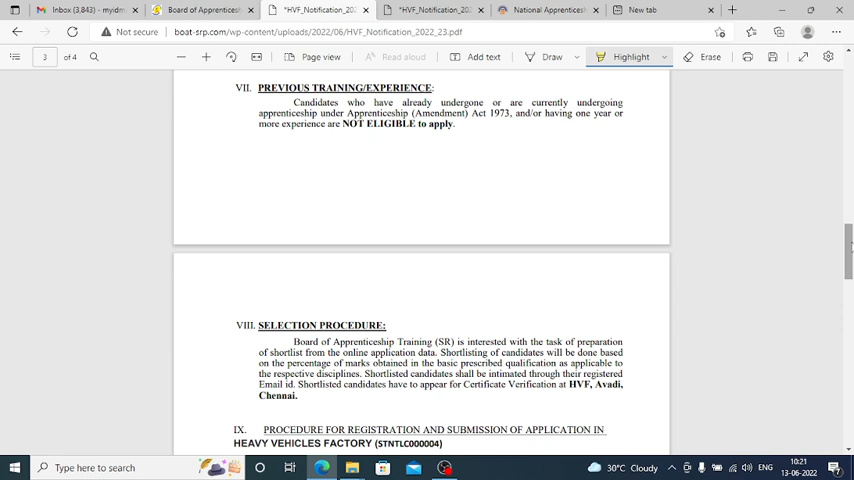 Inbox (3,843) - myidm
Board of Apprentices
*HVF_Notification_202
*HVF_Notification_202
National Apprentices
New tab
Not secure
boat-srp.com/wp-content/uploads/2022/06/HVF_Notification_2022_23.pdf
3 of 4
Page view
Read aloud
Add text
Draw
Highlight
Erase
VII. PREVIOUS TRAINING/EXPERIENCE:
Candidates who have already undergone or are currently undergoing
apprenticeship under Apprenticeship (Amendment) Act 1973, and/or having one year or
more experience are NOT ELIGIBLE to apply.
VIII. SELECTION PROCEDURE:
Board of Apprenticeship Training (SR) is interested with the task of preparation
of shortlist from the online application data. Shortlisting of candidates will be done based
on the percentage of marks obtained in the basic prescribed qualification as applicable to
the respective disciplines. Shortlisted candidates shall be intimated through their registered
Email id. Shortlisted candidates have to appear for Certificate Verification at HVF, Avadi,
Chennai.
IX. PROCEDURE FOR REGISTRATION AND SUBMISSION OF APPLICATION IN
HEAVY VEHICLES FACTORY (STNTLC000004)
Type here to search
30°C Cloudy
ENG
10:21
13-06-2022
7